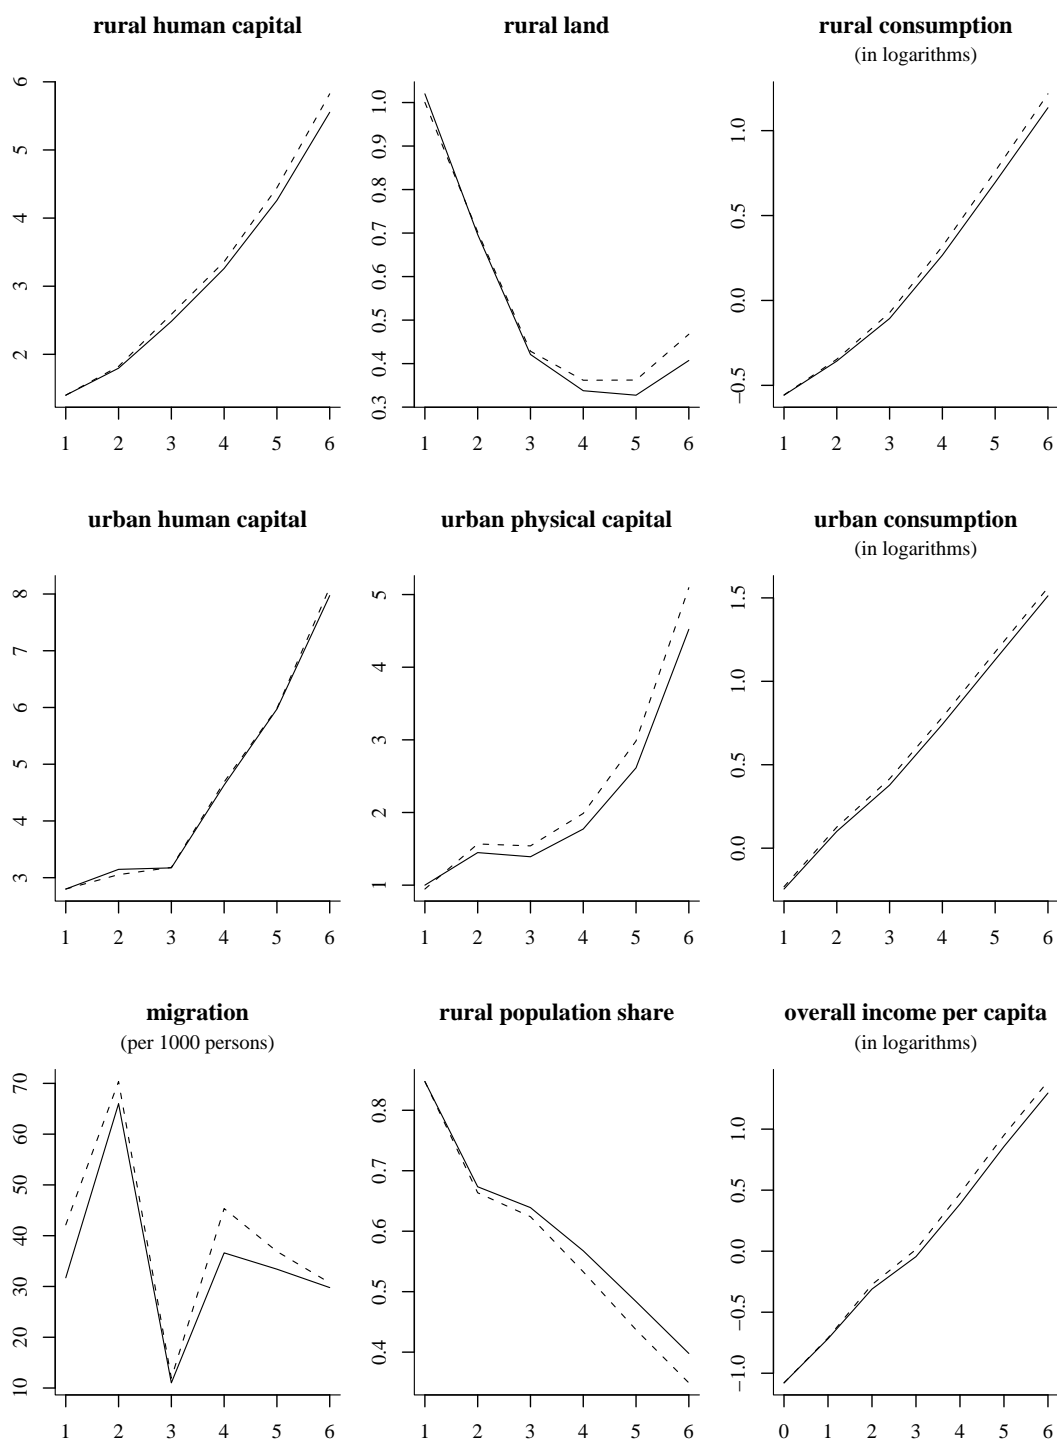 rural human capital
rural land
rural consumption
(in logarithms)
6
5
4
3
2
1 2 3 4 5 6
1.0
0.9
0.8
0.7
0.6
0.5
0.4
0.3
1 2 3 4 5 6
1.0
0.5
0.0
−0.5
1 2 3 4 5 6
urban human capital
urban physical capital
urban consumption
(in logarithms)
8
7
6
5
4
3
1 2 3 4 5 6
5
4
3
2
1
1 2 3 4 5 6
1.5
1.0
0.5
0.0
1 2 3 4 5 6
migration
(per 1000 persons)
rural population share
overall income per capita
(in logarithms)
70
60
50
40
30
20
10
1 2 3 4 5 6
0.8
0.7
0.6
0.5
0.4
1 2 3 4 5 6
1.0
0.5
0.0
−0.5
−1.0
0 1 2 3 4 5 6